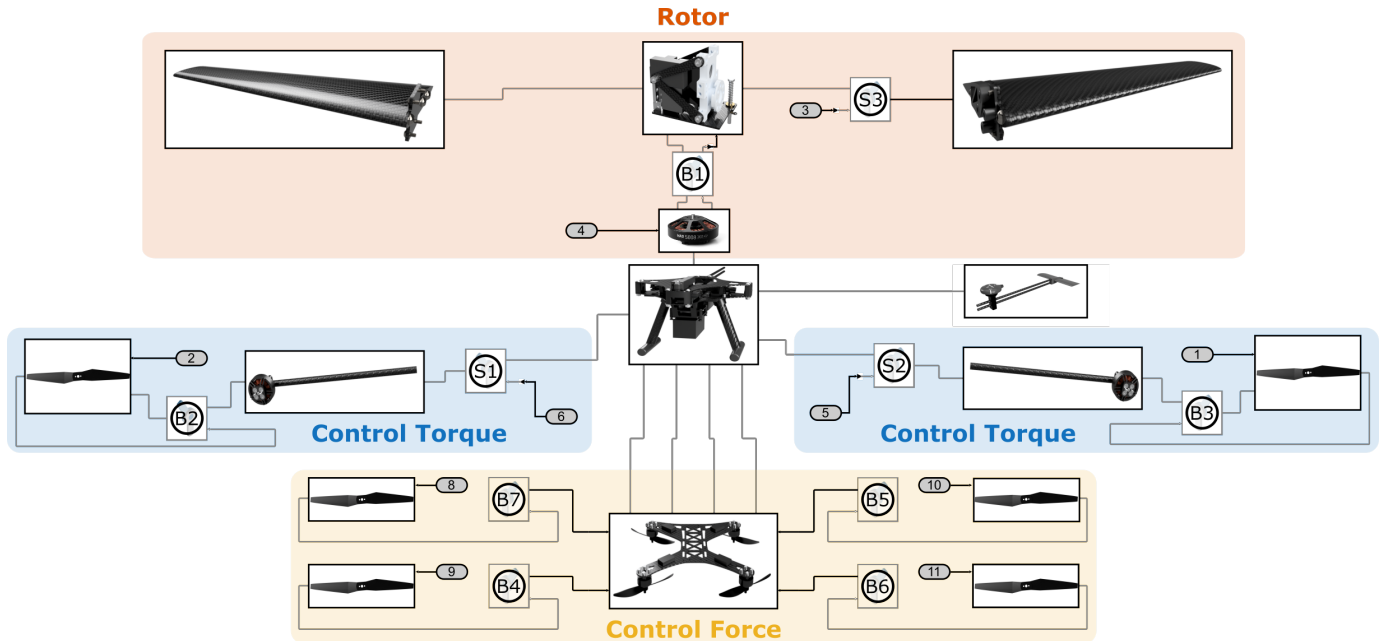 Rotor
S3
3
B1
4
2
S1
S2
1
B2
6
5
B3
Control Torque
Control Torque
8
B7
B5
10
9
B4
B6
11
Control Force